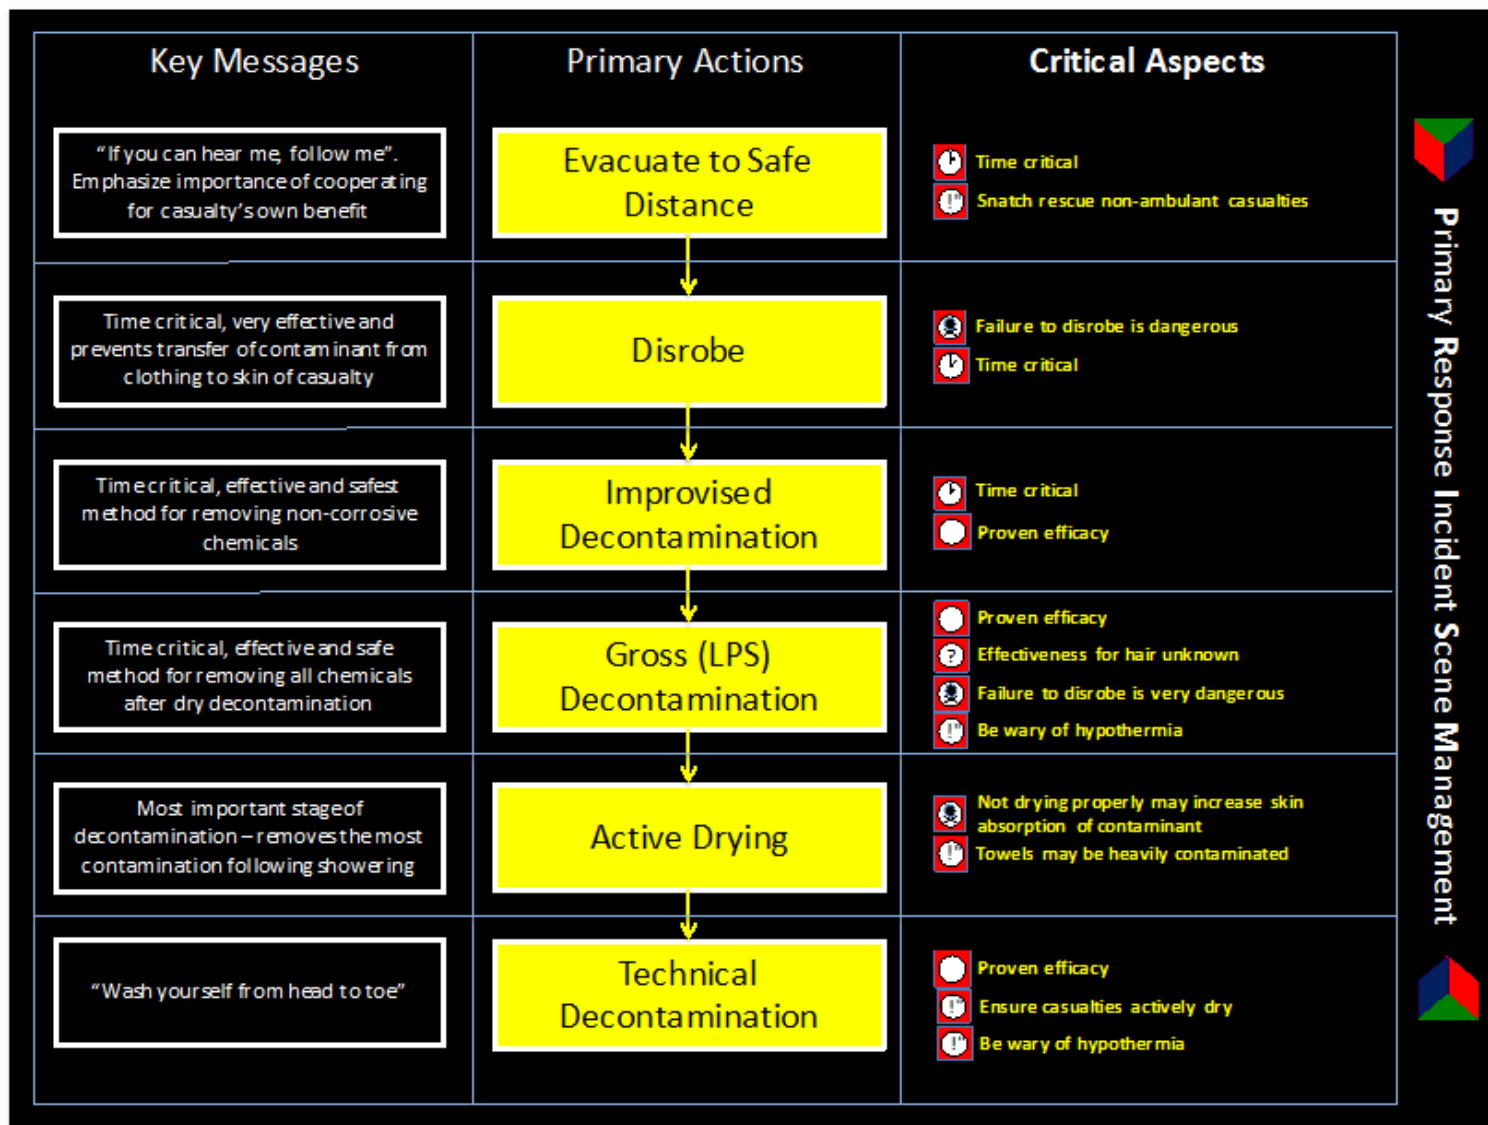 Key Messages
Primary Actions
Critical Aspects
"If you can hear me, follow me".
Emphasize importance of cooperating
for casualty's own benefit
Evacuate to Safe
Distance
Time critical
Snatch rescue non-ambulant casualties
Time critical, very effective and
prevents transfer of contaminant from
clothing to skin of casualty
Disrobe
Failure to disrobe is dangerous
Time critical
Time critical, effective and safest
method for removing non-corrosive
chemicals
Improvised
Decontamination
Time critical
Proven efficacy
Time critical, effective and safe
method for removing all chemicals
after dry decontamination
Gross (LPS)
Decontamination
Proven efficacy
? Effectiveness for hair unknown
Failure to disrobe is very dangerous
Be wary of hypothermia
Most important stage of
decontamination – removes the most
contamination following showering
Active Drying
Not drying properly may increase skin
absorption of contaminant
Towels may be heavily contaminated
"Wash yourself from head to toe"
Technical
Decontamination
Proven efficacy
Ensure casualties actively dry
Be wary of hypothermia
Primary Response Incident Scene Management